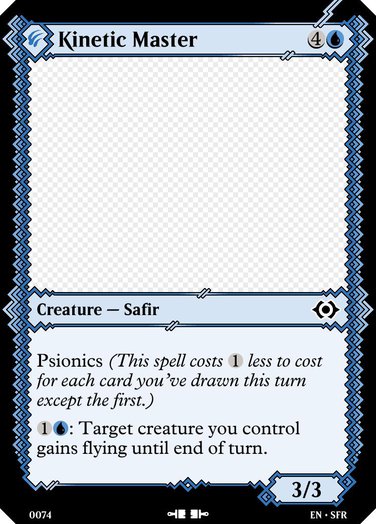 Kinetic Master 4
Creature — Safir
Psionics (This spell costs 1 less to cost
for each card you've drawn this turn
except the first.)
1: Target creature you control
gains flying until end of turn.
3/3
0074 EN • SFR